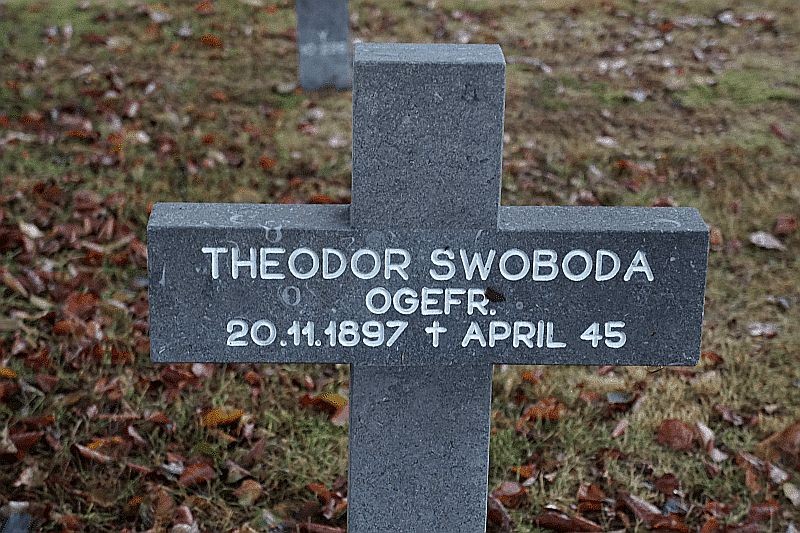 THEODOR SWOBODA
OGEFR.
20.11.1897 ✝ APRIL 45